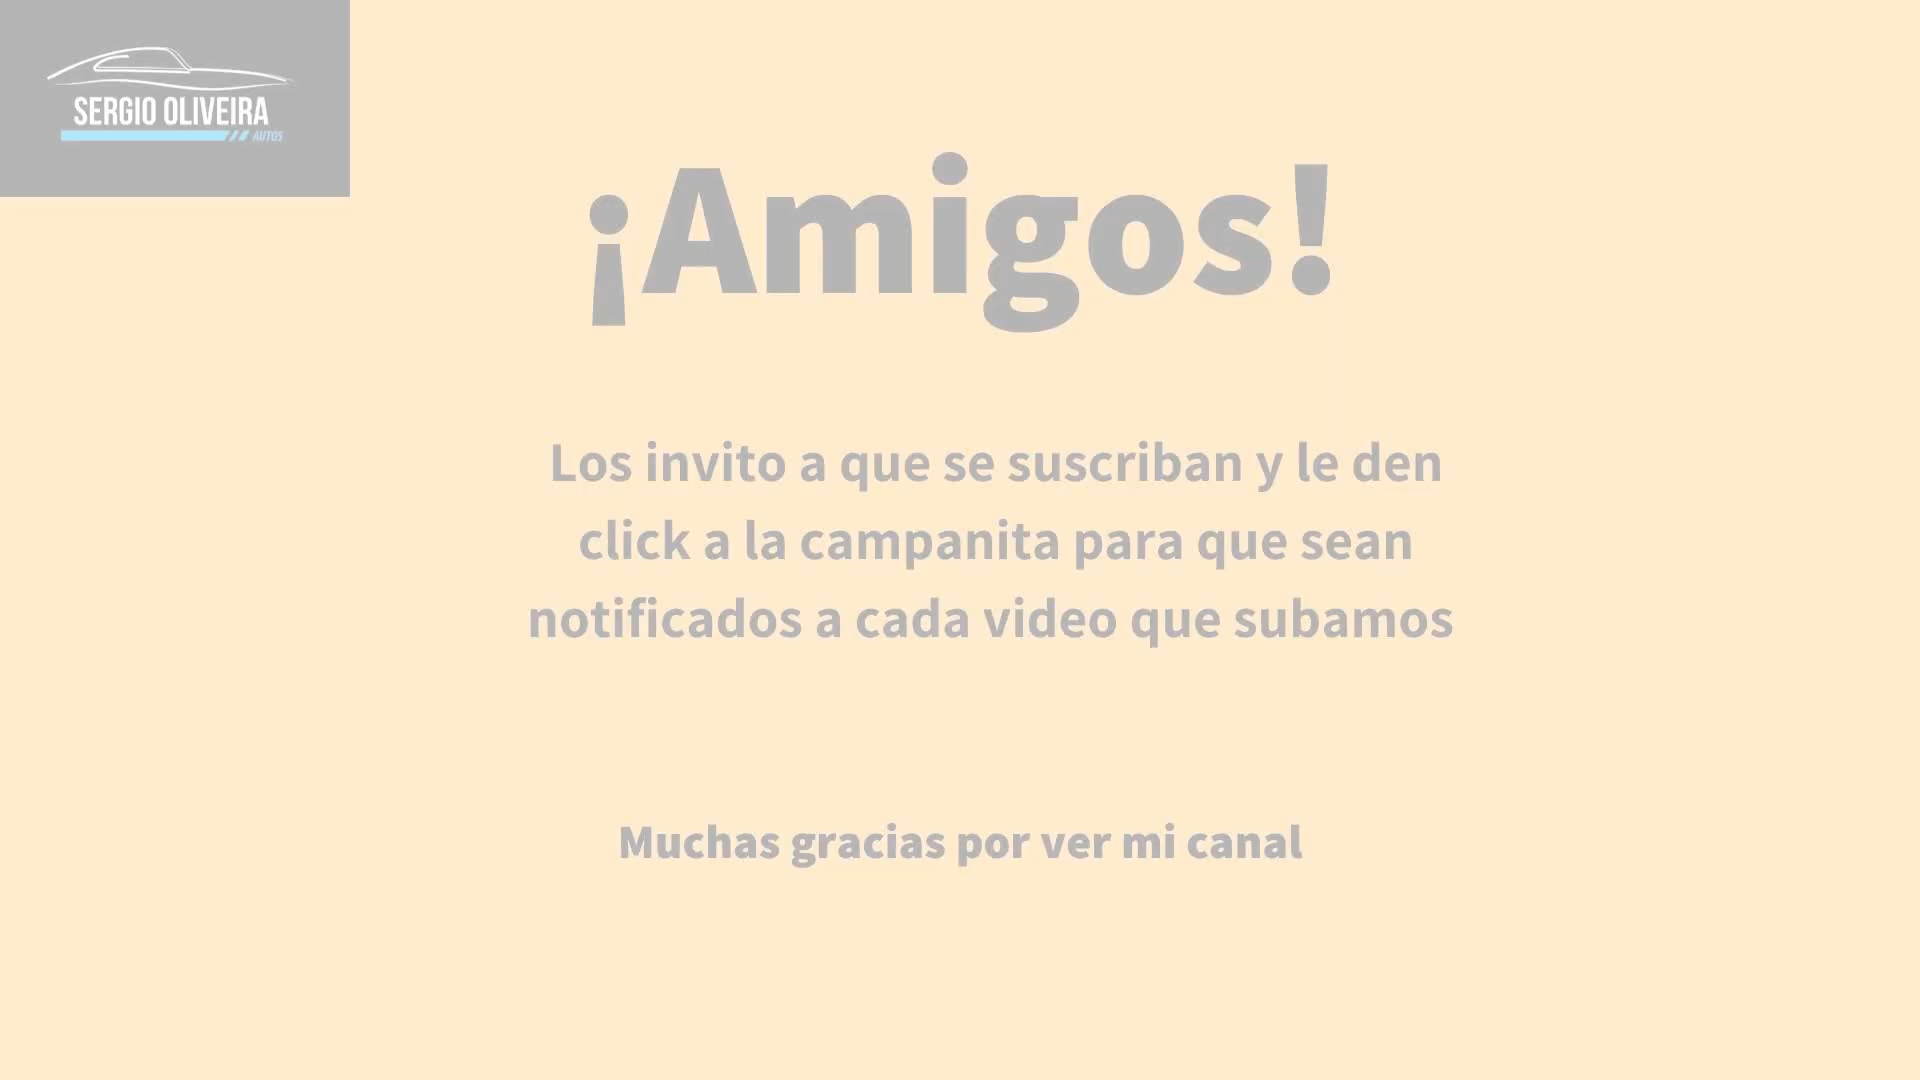 SERGIO OLIVEIRA
AUTOS
¡Amigos!
Los invito a que se suscriban y le den
click a la campanita para que sean
notificados a cada video que subamos
Muchas gracias por ver mi canal